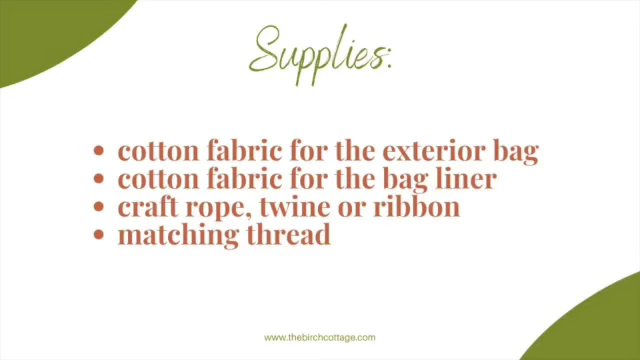 Supplies:
• cotton fabric for the exterior bag
• cotton fabric for the bag liner
• craft rope, twine or ribbon
• matching thread
www.thebirchcottage.com